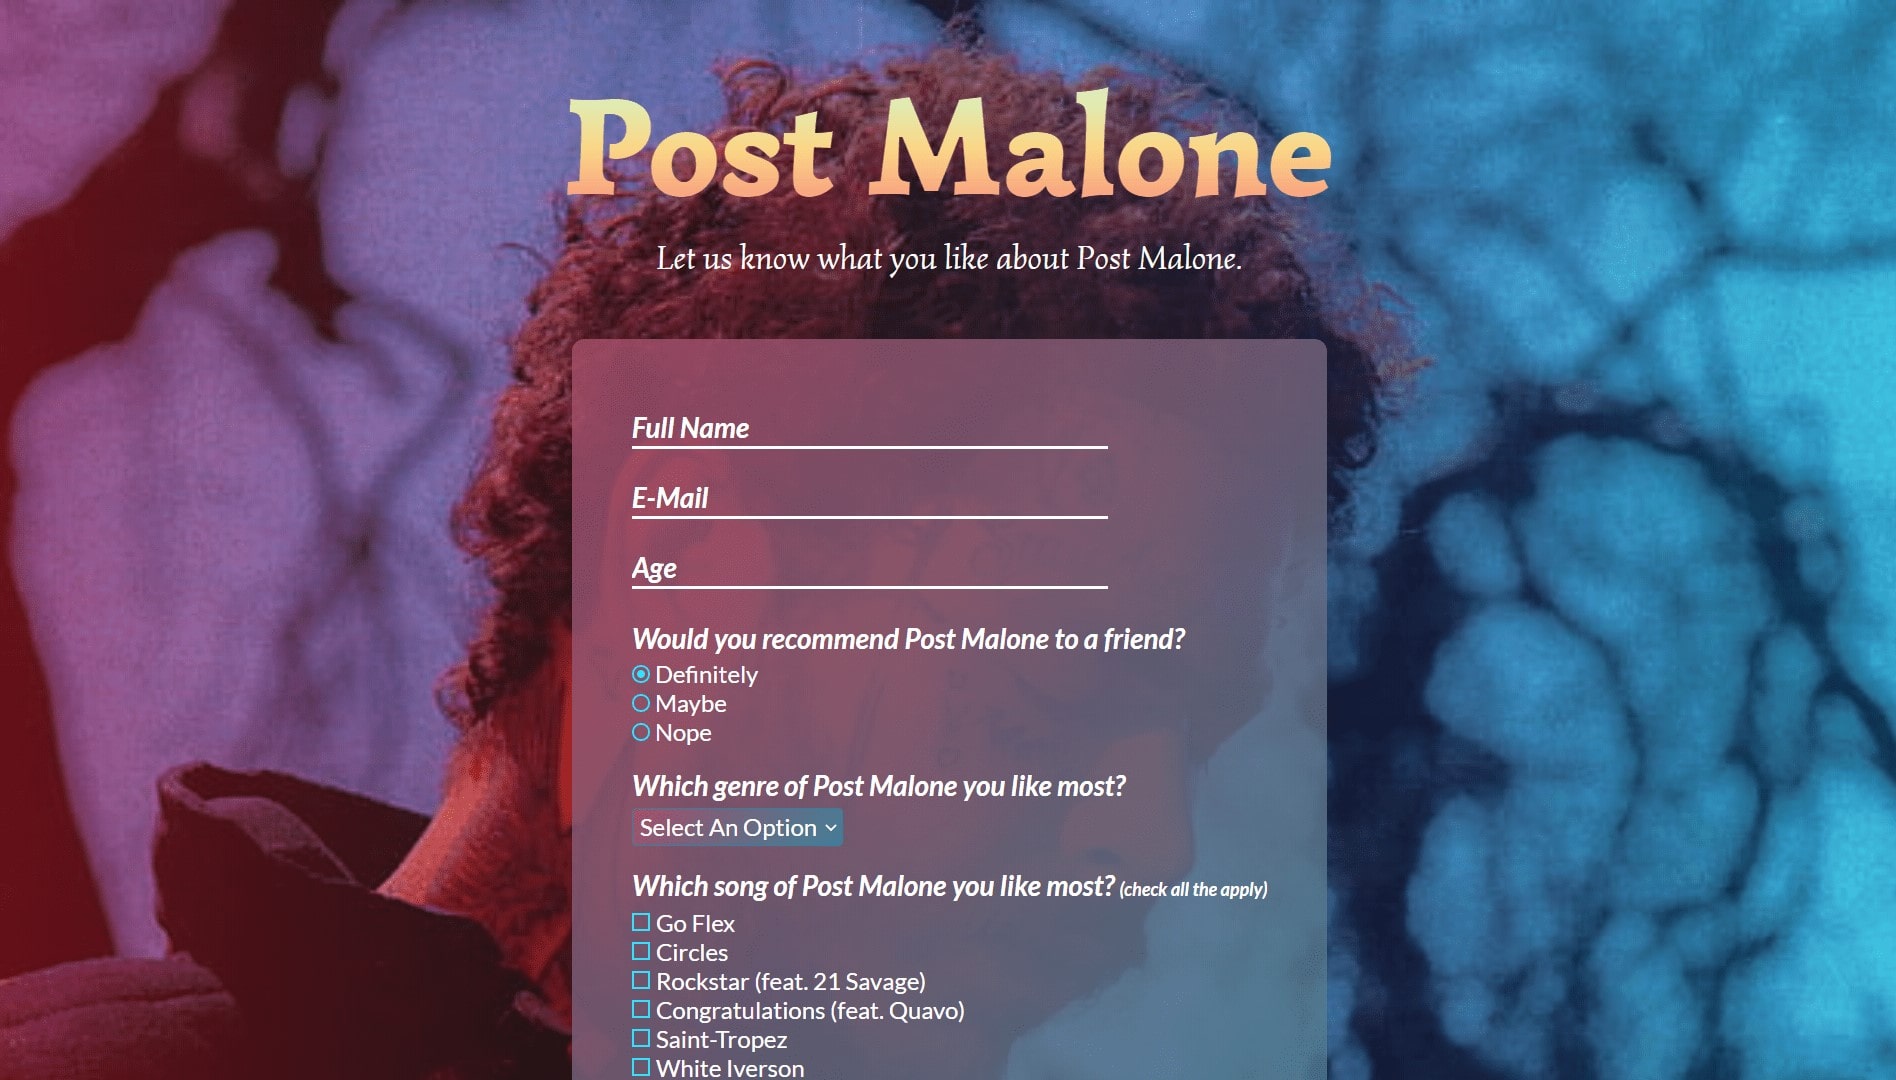 Post Malone
Let us know what you like about Post Malone.
Full Name
E-Mail
Age
Would you recommend Post Malone to a friend?
Definitely
Maybe
Nope
Which genre of Post Malone you like most?
Select An Option
Which song of Post Malone you like most? (check all the apply)
Go Flex
Circles
Rockstar (feat. 21 Savage)
Congratulations (feat. Quavo)
Saint-Tropez
White Iverson